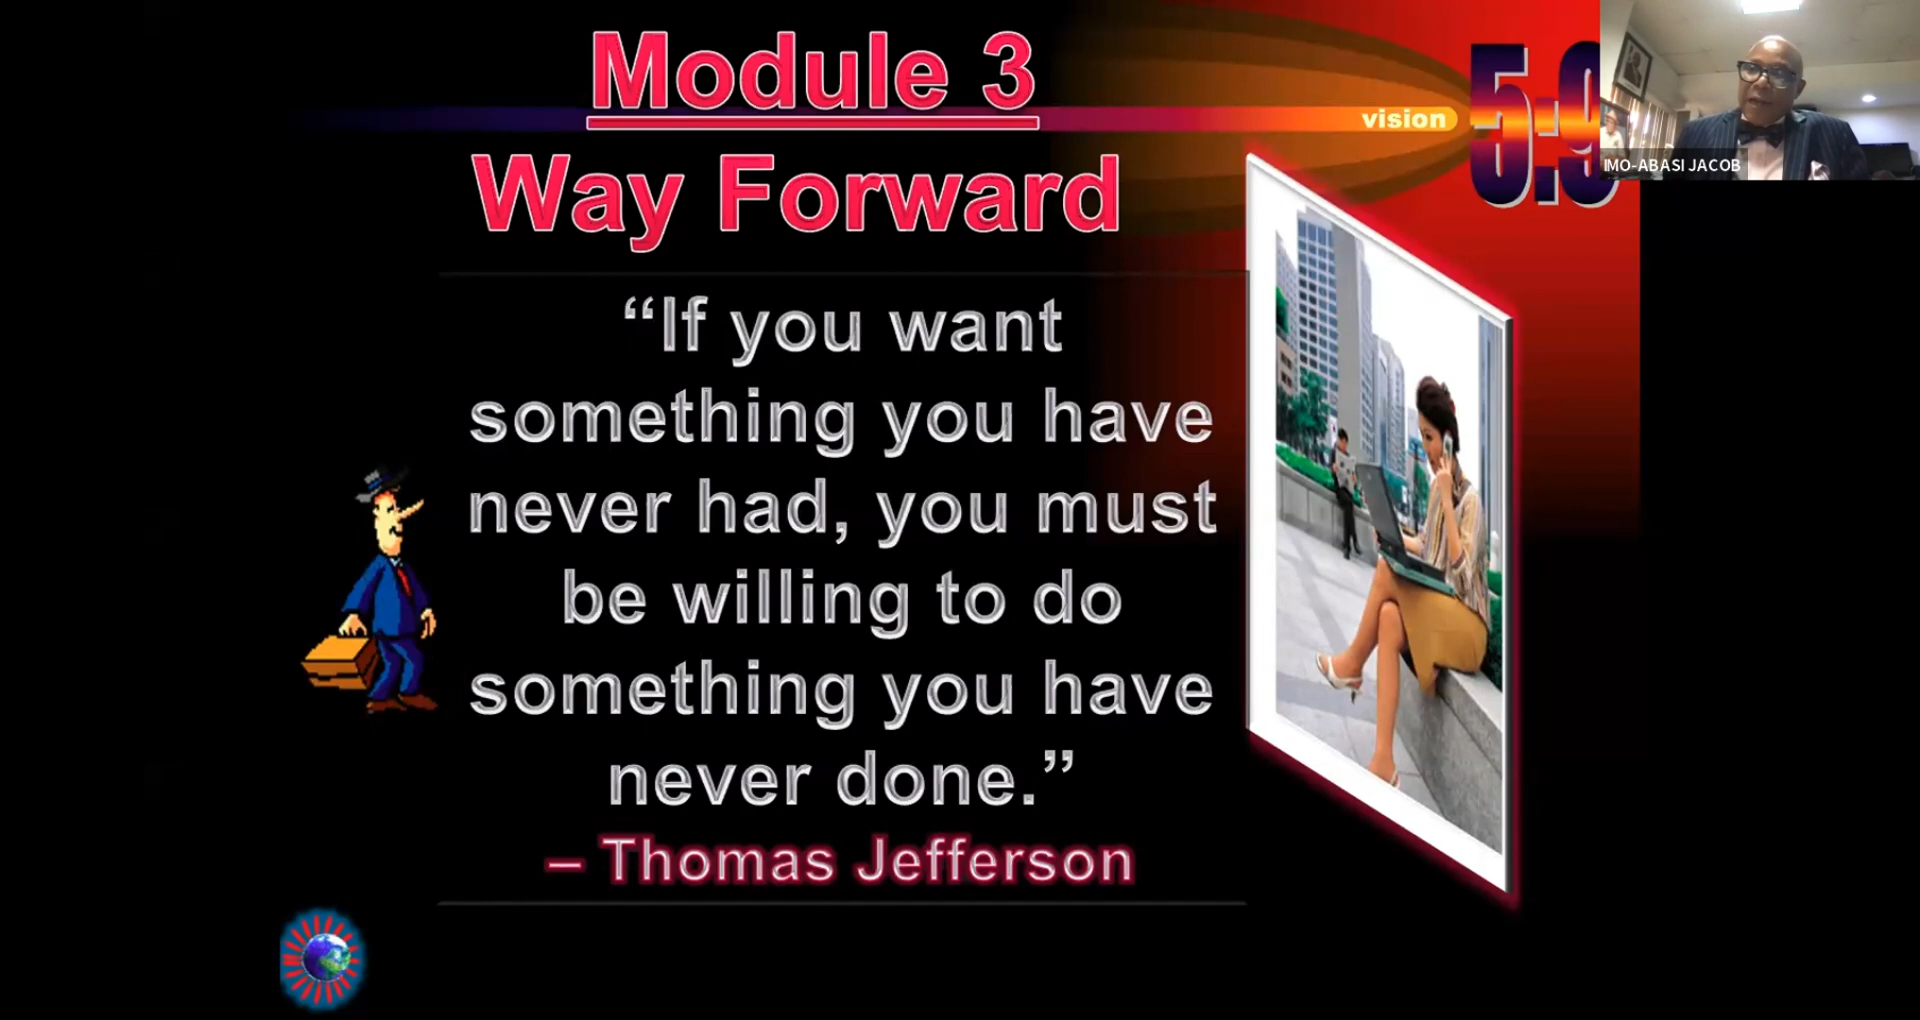 Module 3
Way Forward
vision
5:9
IMO-ABASI JACOB
“If you want
something you have
never had, you must
be willing to do
something you have
never done.”
– Thomas Jefferson